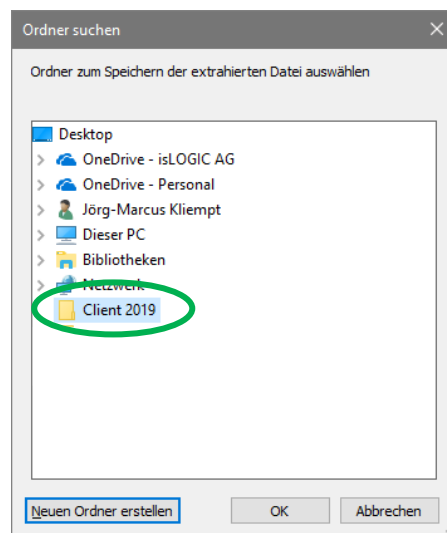 Ordner suchen
Ordner zum Speichern der extrahierten Datei auswählen
Desktop
OneDrive - isLOGIC AG
OneDrive - Personal
Jörg-Marcus Kliempt
Dieser PC
Bibliotheken
Netzwerk
Client 2019
Neuen Ordner erstellen OK Abbrechen